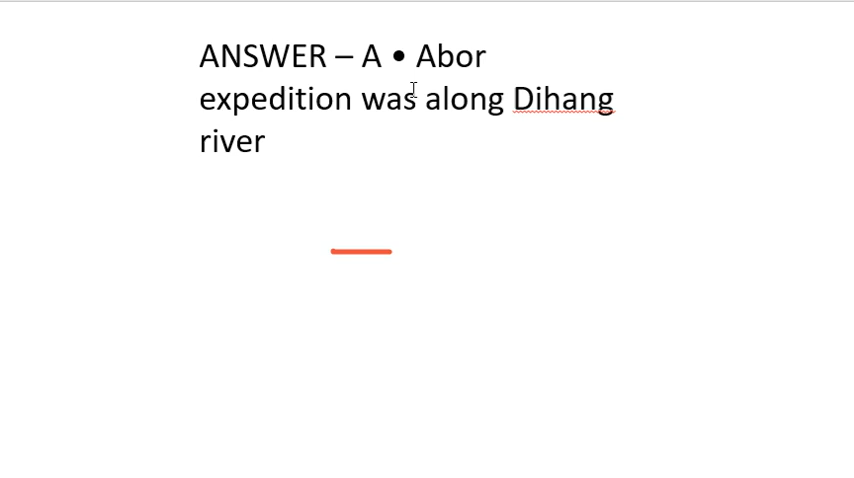 ANSWER – A • Abor
expedition was along Dihang
river